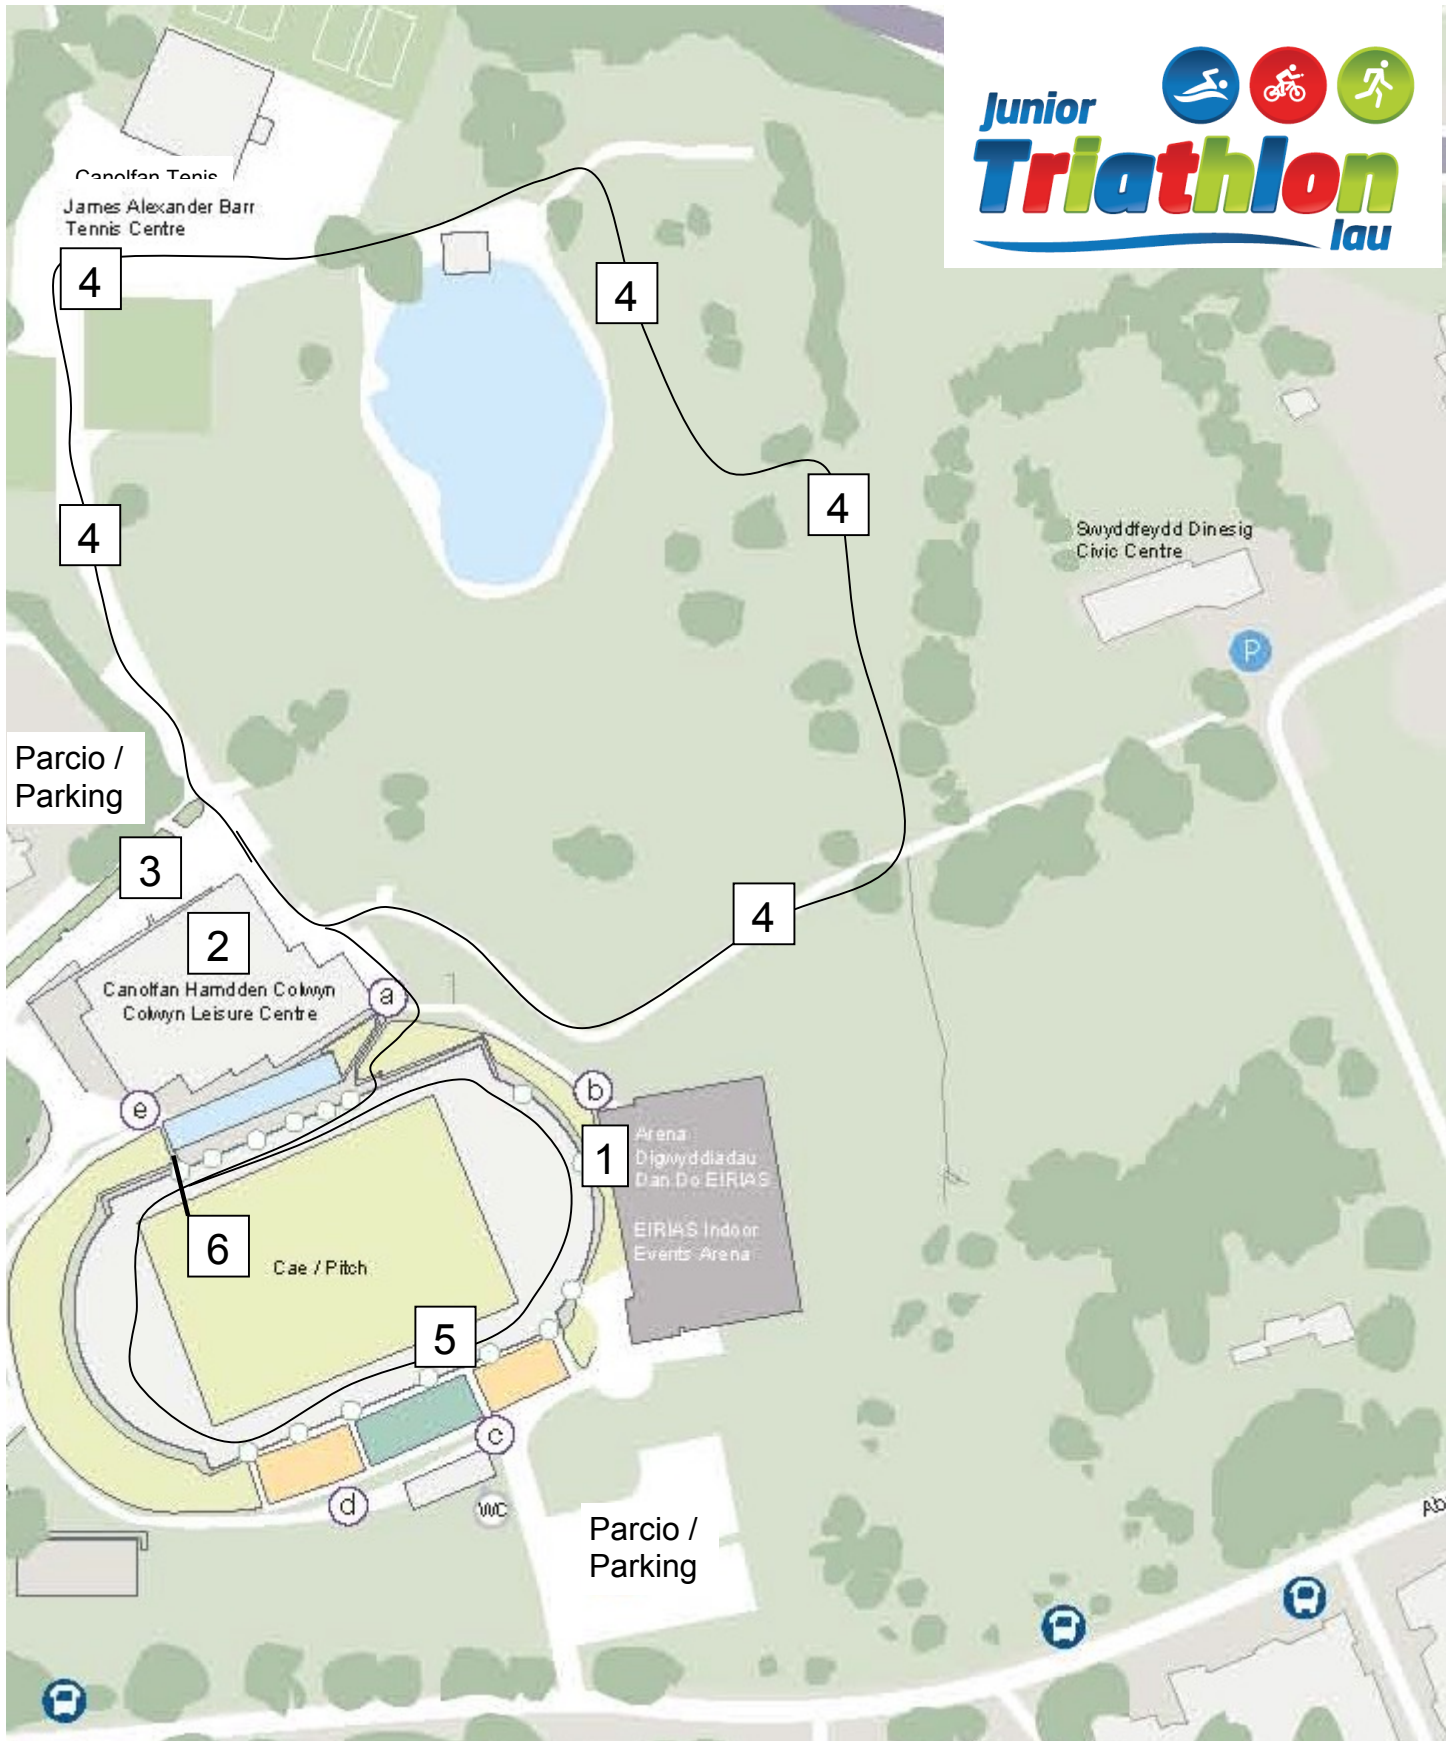 Junior
Triathlon
Iau
Canolfan Tenis
James Alexander Barr
Tennis Centre
4
4
4
4
Swyddfeydd Dinesig
Civic Centre
P
Parcio /
Parking
3
4
2
Canolfan Hamdden Colwyn
Colwyn Leisure Centre
a
e
b
1
Arena
Digwyddiadau
Dan Do EIRIAS
EIRIAS Indoor
Events Arena
6
Cae / Pitch
5
c
d
WC
Parcio /
Parking
Ab